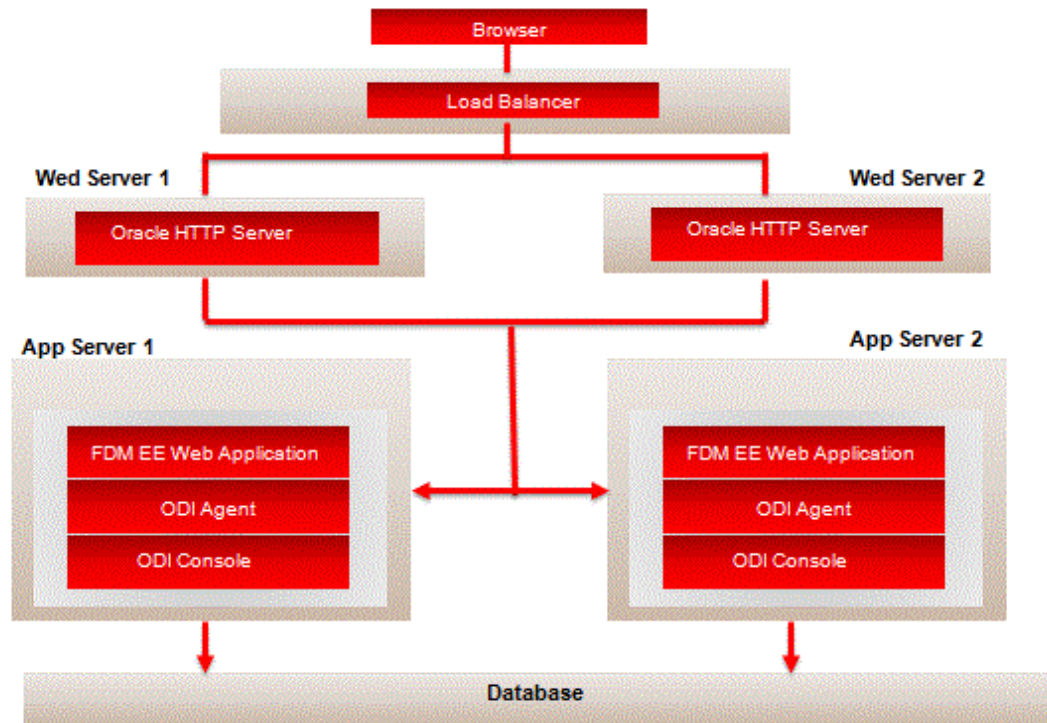 Browser
Load Balancer
Wed Server 1
Wed Server 2
Oracle HTTP Server
Oracle HTTP Server
App Server 1
App Server 2
FDM EE Web Application
ODI Agent
ODI Console
FDM EE Web Application
ODI Agent
ODI Console
Database